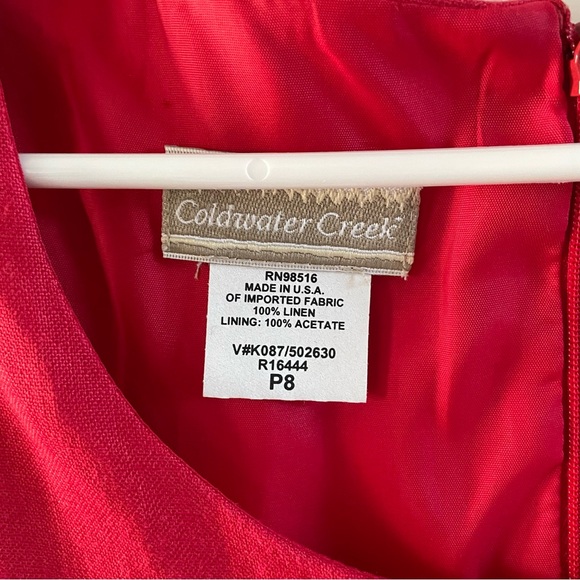 Coldwater Creek
RN98516
MADE IN U.S.A.
OF IMPORTED FABRIC
100% LINEN
LINING: 100% ACETATE
V#K087/502630
R16444
P8